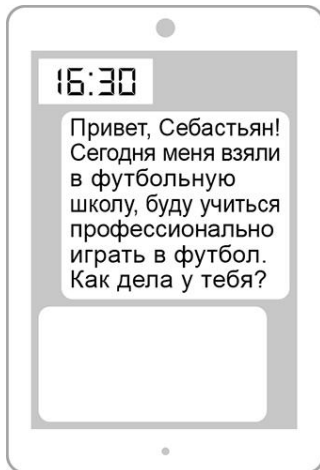 16:30
Привет, Себастьян!
Сегодня меня взяли
в футбольную
школу, буду учиться
профессионально
играть в футбол.
Как дела у тебя?